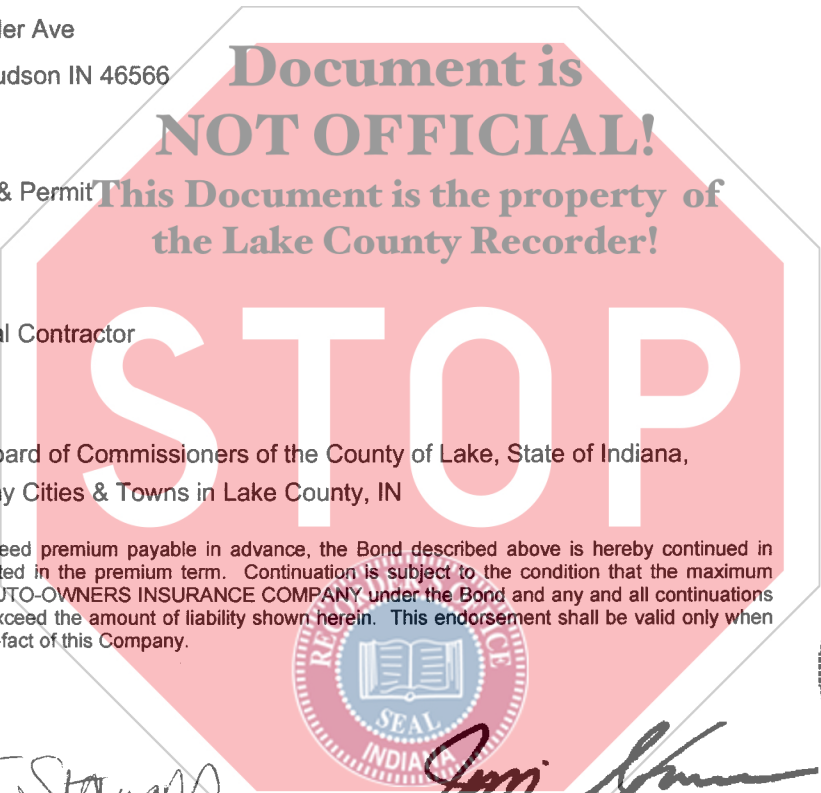 ler Ave
udson IN 46566
Document is
NOT OFFICIAL!
& Permit
This Document is the property of
the Lake County Recorder!
al Contractor
STOP
oard of Commissioners of the County of Lake, State of Indiana,
y Cities & Towns in Lake County, IN
eed premium payable in advance, the Bond described above is hereby continued in
ted in the premium term. Continuation is subject to the condition that the maximum
UTO-OWNERS INSURANCE COMPANY under the Bond and any and all continuations
xceed the amount of liability shown herein. This endorsement shall be valid only when
-fact of this Company.
RECORDER'S OFFICE
SEAL
INDIANA